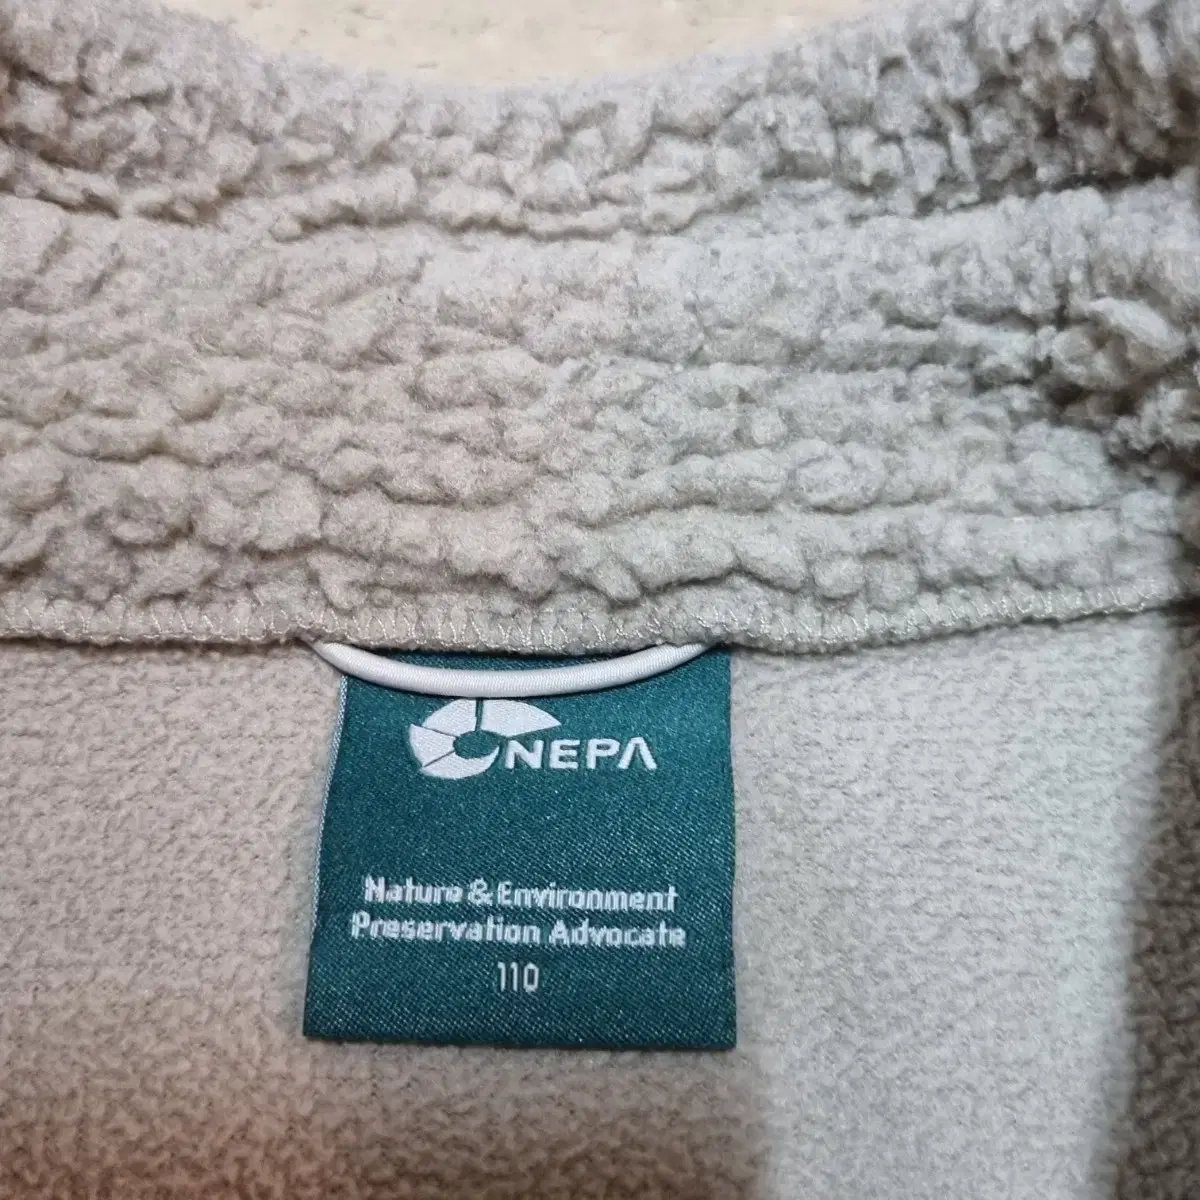 NEPA
Nature & Environment
Preservation Advocate
110